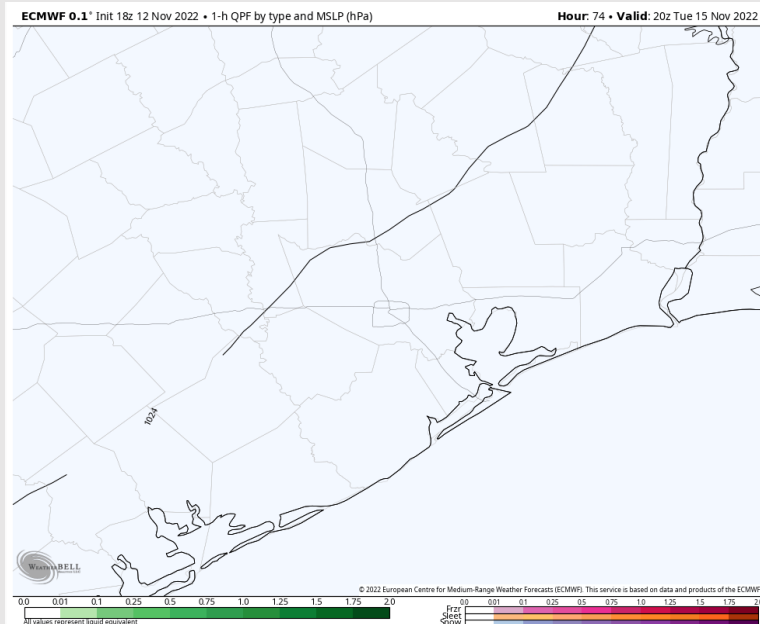 ECMWF 0.1° Init 18z 12 Nov 2022 • 1-h QPF by type and MSLP (hPa) Hour: 74 • Valid: 20z Tue 15 Nov 2022
1024
WEATHERBELL
© 2022 European Centre for Medium-Range Weather Forecasts (ECMWF). This service is based on data and products of the ECMWF
0.0 0.01 0.1 0.25 0.5 0.75 1.0 1.25 1.5 1.75 2.0
0.0 0.01 0.1 0.25 0.5 0.75 1.0 1.25 1.5 1.75 2.0
Frzr
Sleet
Snow
All values represent liquid equivalent